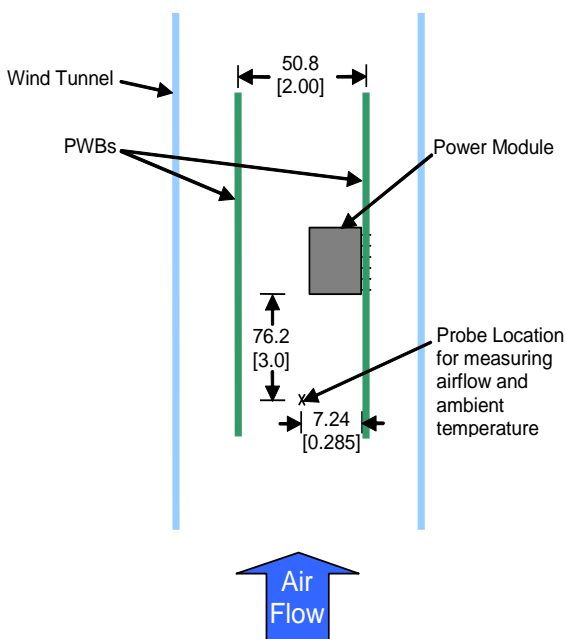 50.8
[2.00]
Wind Tunnel
PWBs
Power Module
76.2
[3.0]
Probe Location
for measuring
airflow and
ambient
temperature
x
7.24
[0.285]
Air
Flow